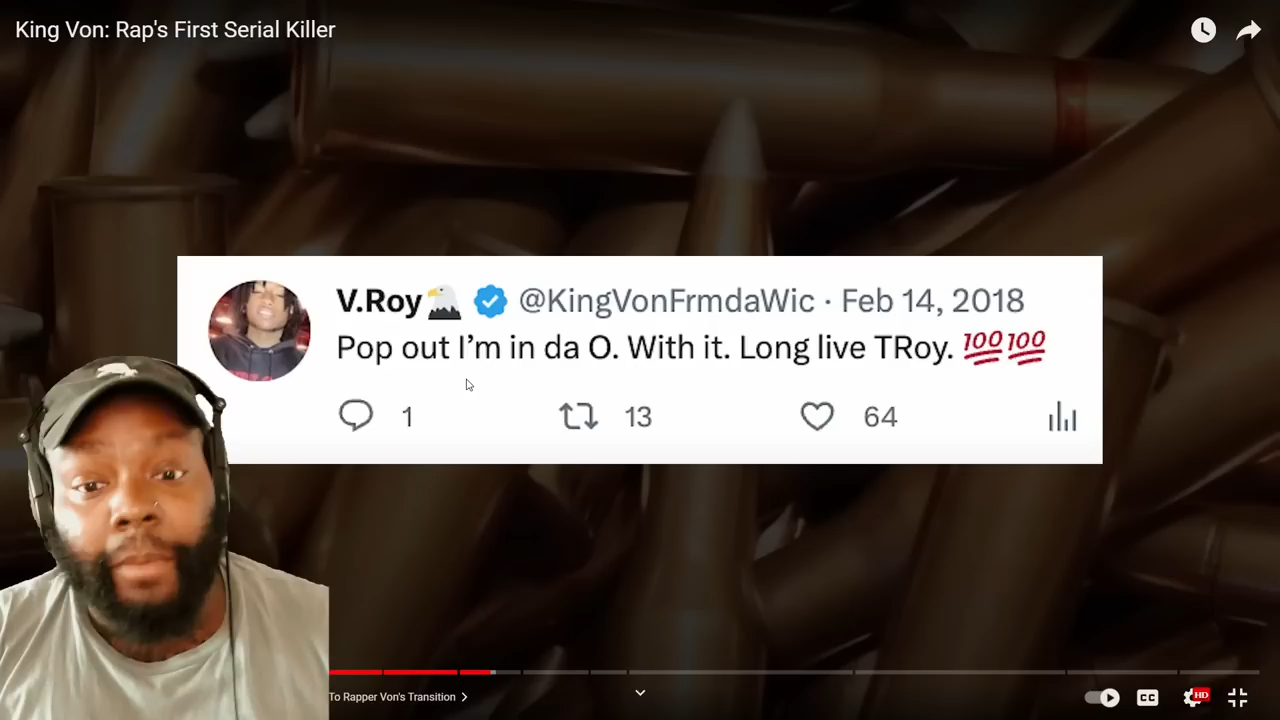 King Von: Rap's First Serial Killer
V.Roy🦅 @KingVonFrmdaWic · Feb 14, 2018
Pop out I'm in da O. With it. Long live TRoy. 💯💯
1 13 64
To Rapper Von's Transition >
CC HD